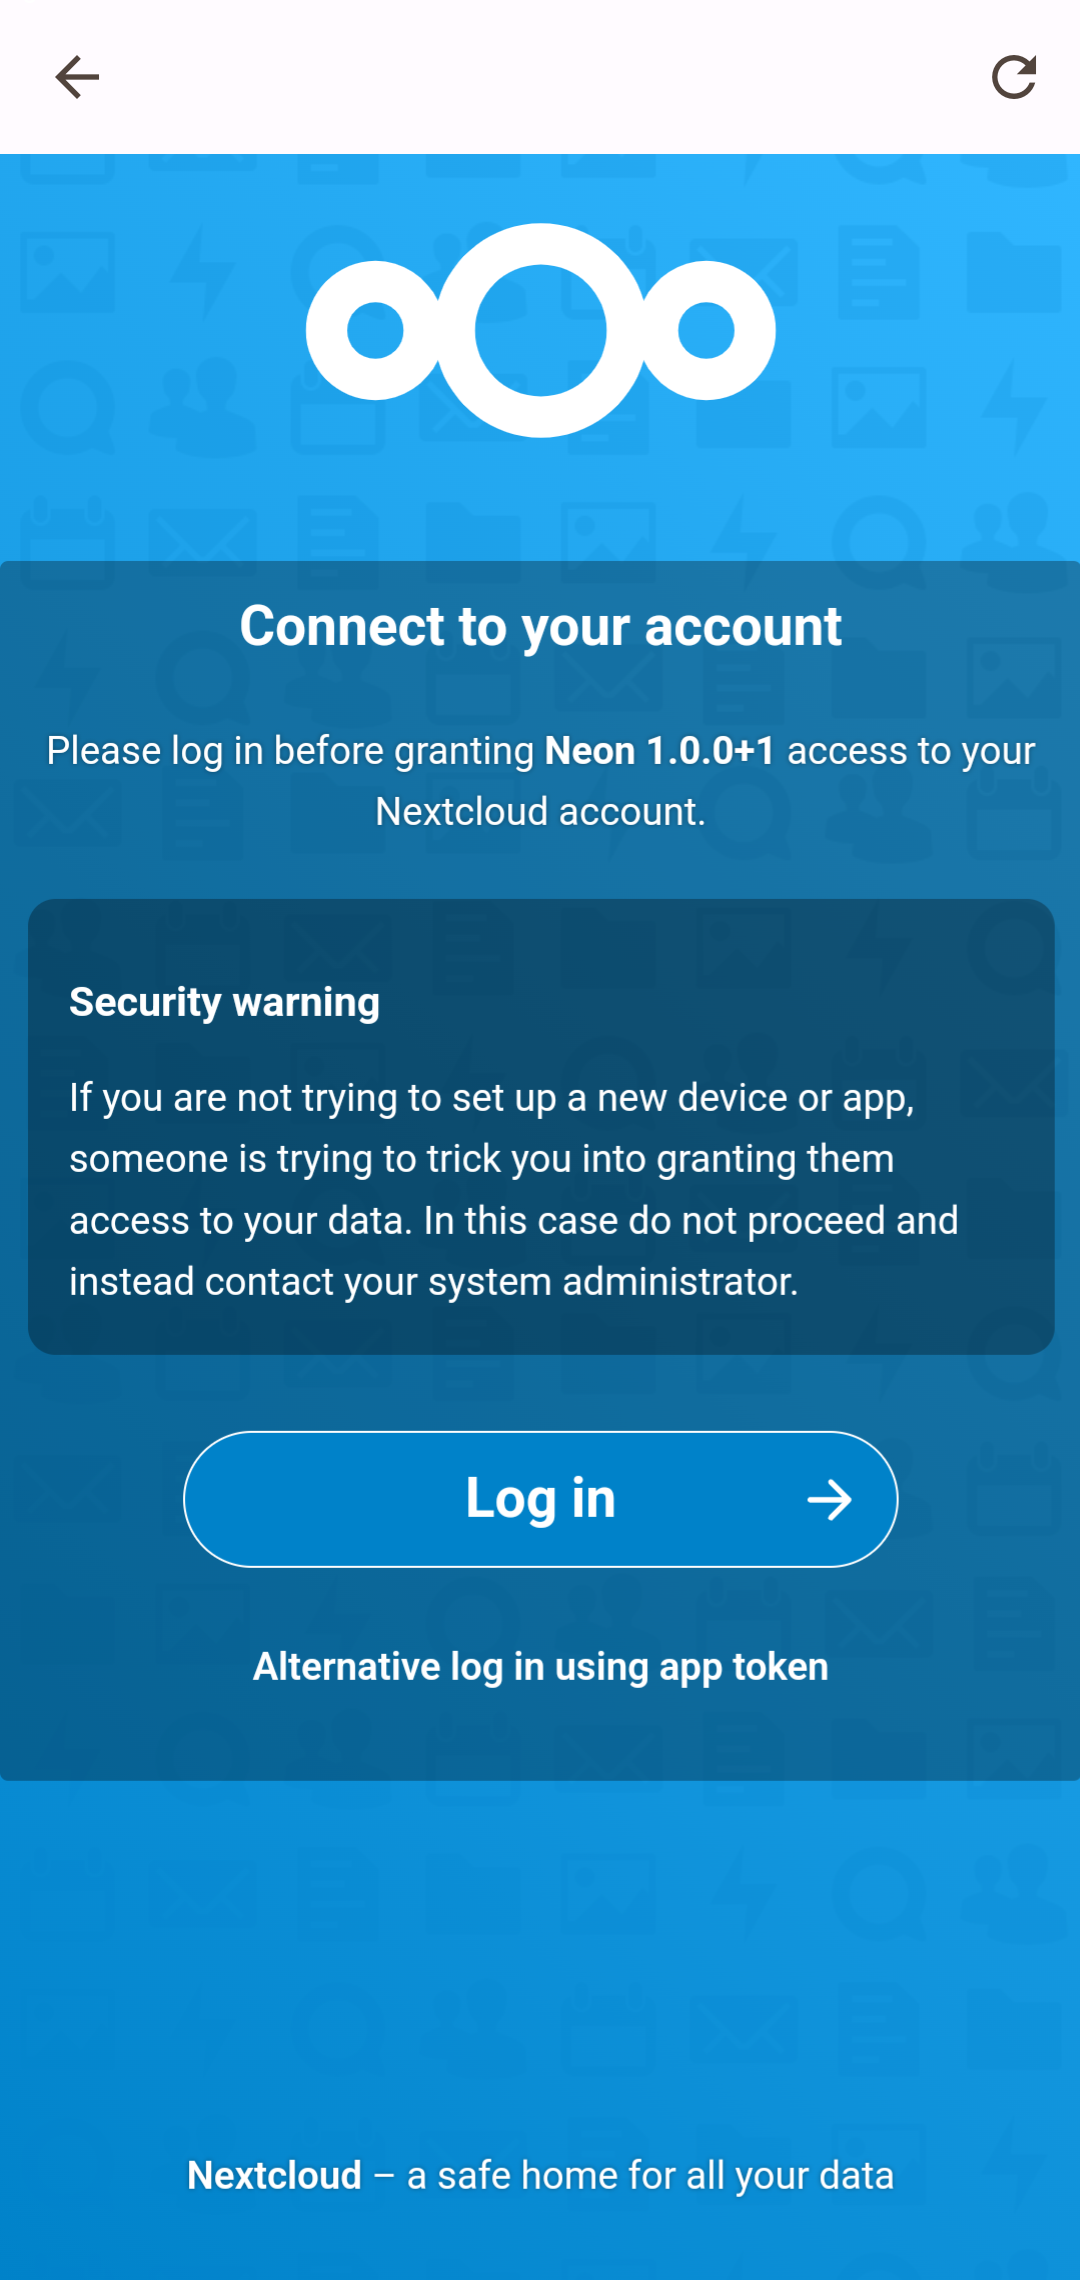 Connect to your account
Please log in before granting Neon 1.0.0+1 access to your
Nextcloud account.
Security warning
If you are not trying to set up a new device or app,
someone is trying to trick you into granting them
access to your data. In this case do not proceed and
instead contact your system administrator.
Log in
Alternative log in using app token
Nextcloud – a safe home for all your data